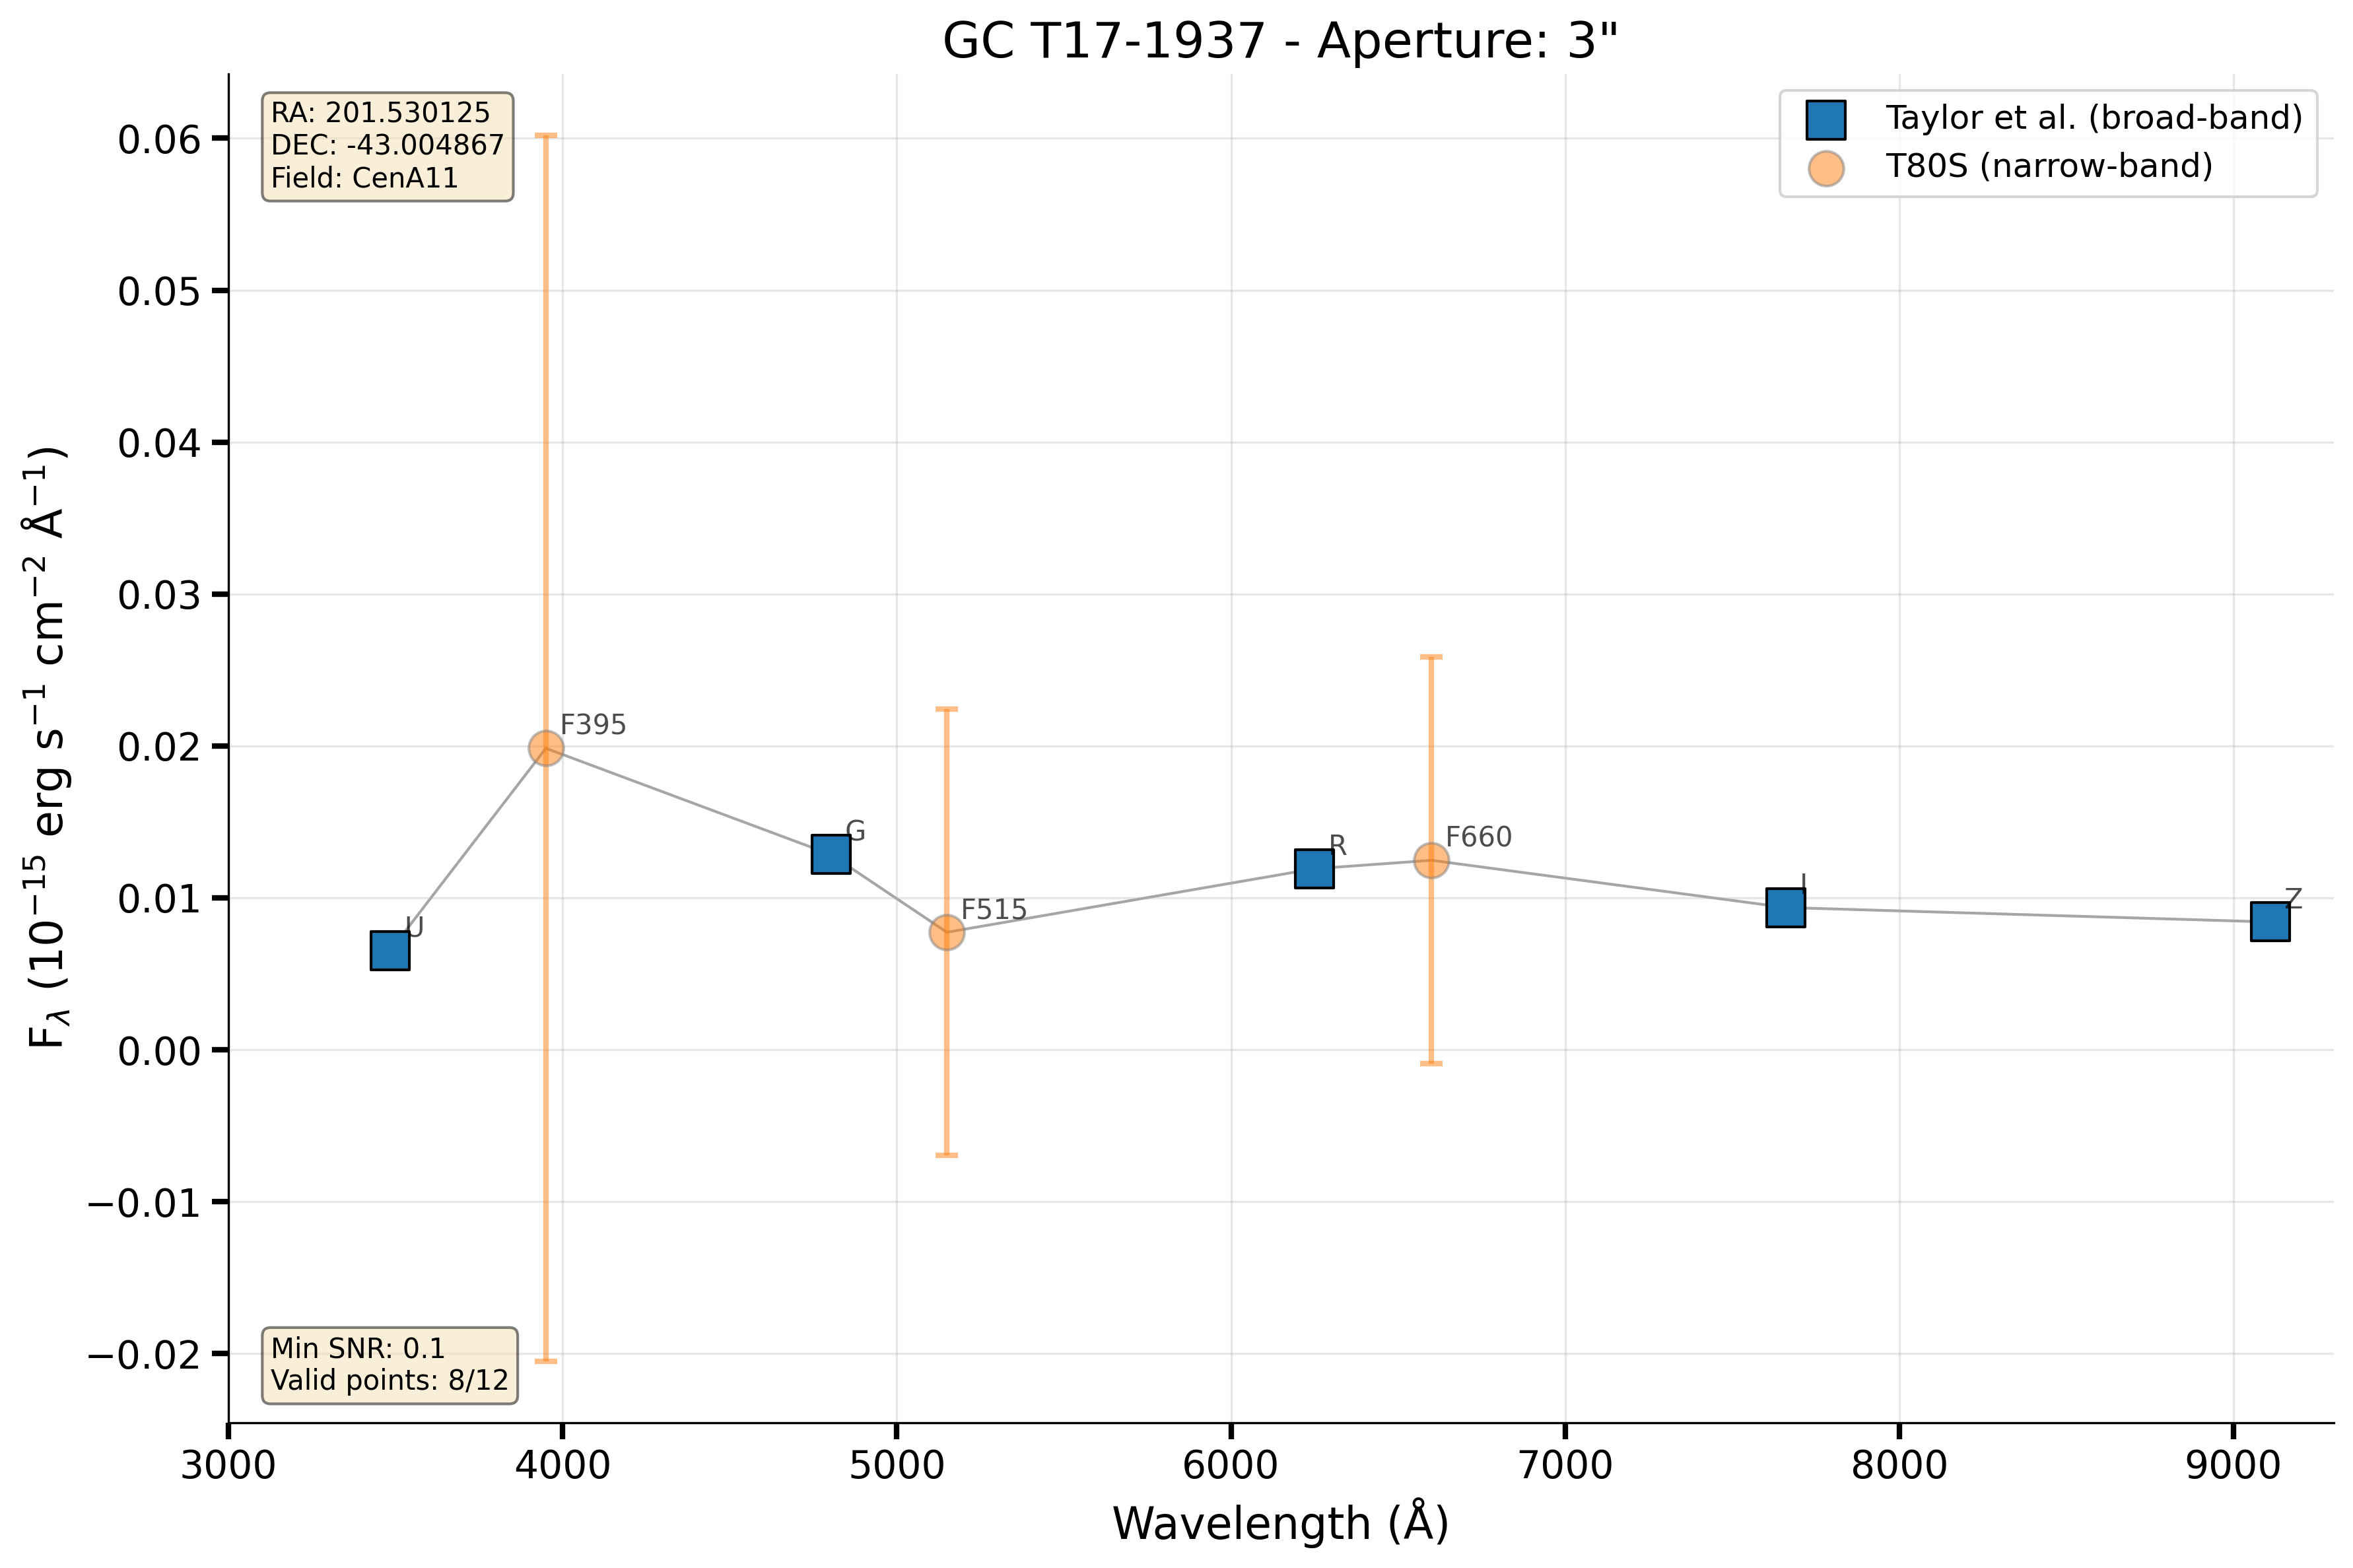 GC T17-1937 - Aperture: 3"
RA: 201.530125
DEC: -43.004867
Field: CenA11
Taylor et al. (broad-band)
T80S (narrow-band)
0.06
0.05
0.04
0.03
0.02
0.01
0.00
−0.01
−0.02
F$_{\lambda}$ (10$^{-15}$ erg s$^{-1}$ cm$^{-2}$ Å$^{-1}$)
U
F395
G
F515
R
F660
I
Z
Min SNR: 0.1
Valid points: 8/12
3000 4000 5000 6000 7000 8000 9000
Wavelength (Å)